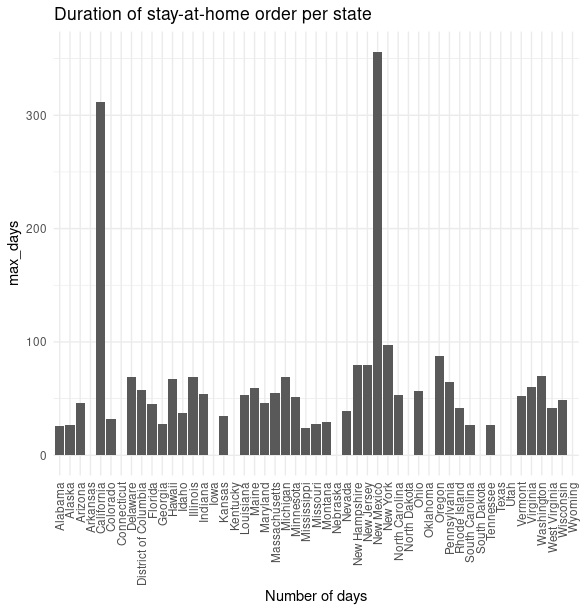 Duration of stay-at-home order per state
max_days
300
200
100
0
Alabama
Alaska
Arizona
Arkansas
California
Colorado
Connecticut
Delaware
District of Columbia
Florida
Georgia
Hawaii
Idaho
Illinois
Indiana
Iowa
Kansas
Kentucky
Louisiana
Maine
Maryland
Massachusetts
Michigan
Minnesota
Mississippi
Missouri
Montana
Nebraska
Nevada
New Hampshire
New Jersey
New Mexico
New York
North Carolina
North Dakota
Ohio
Oklahoma
Oregon
Pennsylvania
Rhode Island
South Carolina
South Dakota
Tennessee
Texas
Utah
Vermont
Virginia
Washington
West Virginia
Wisconsin
Wyoming
Number of days